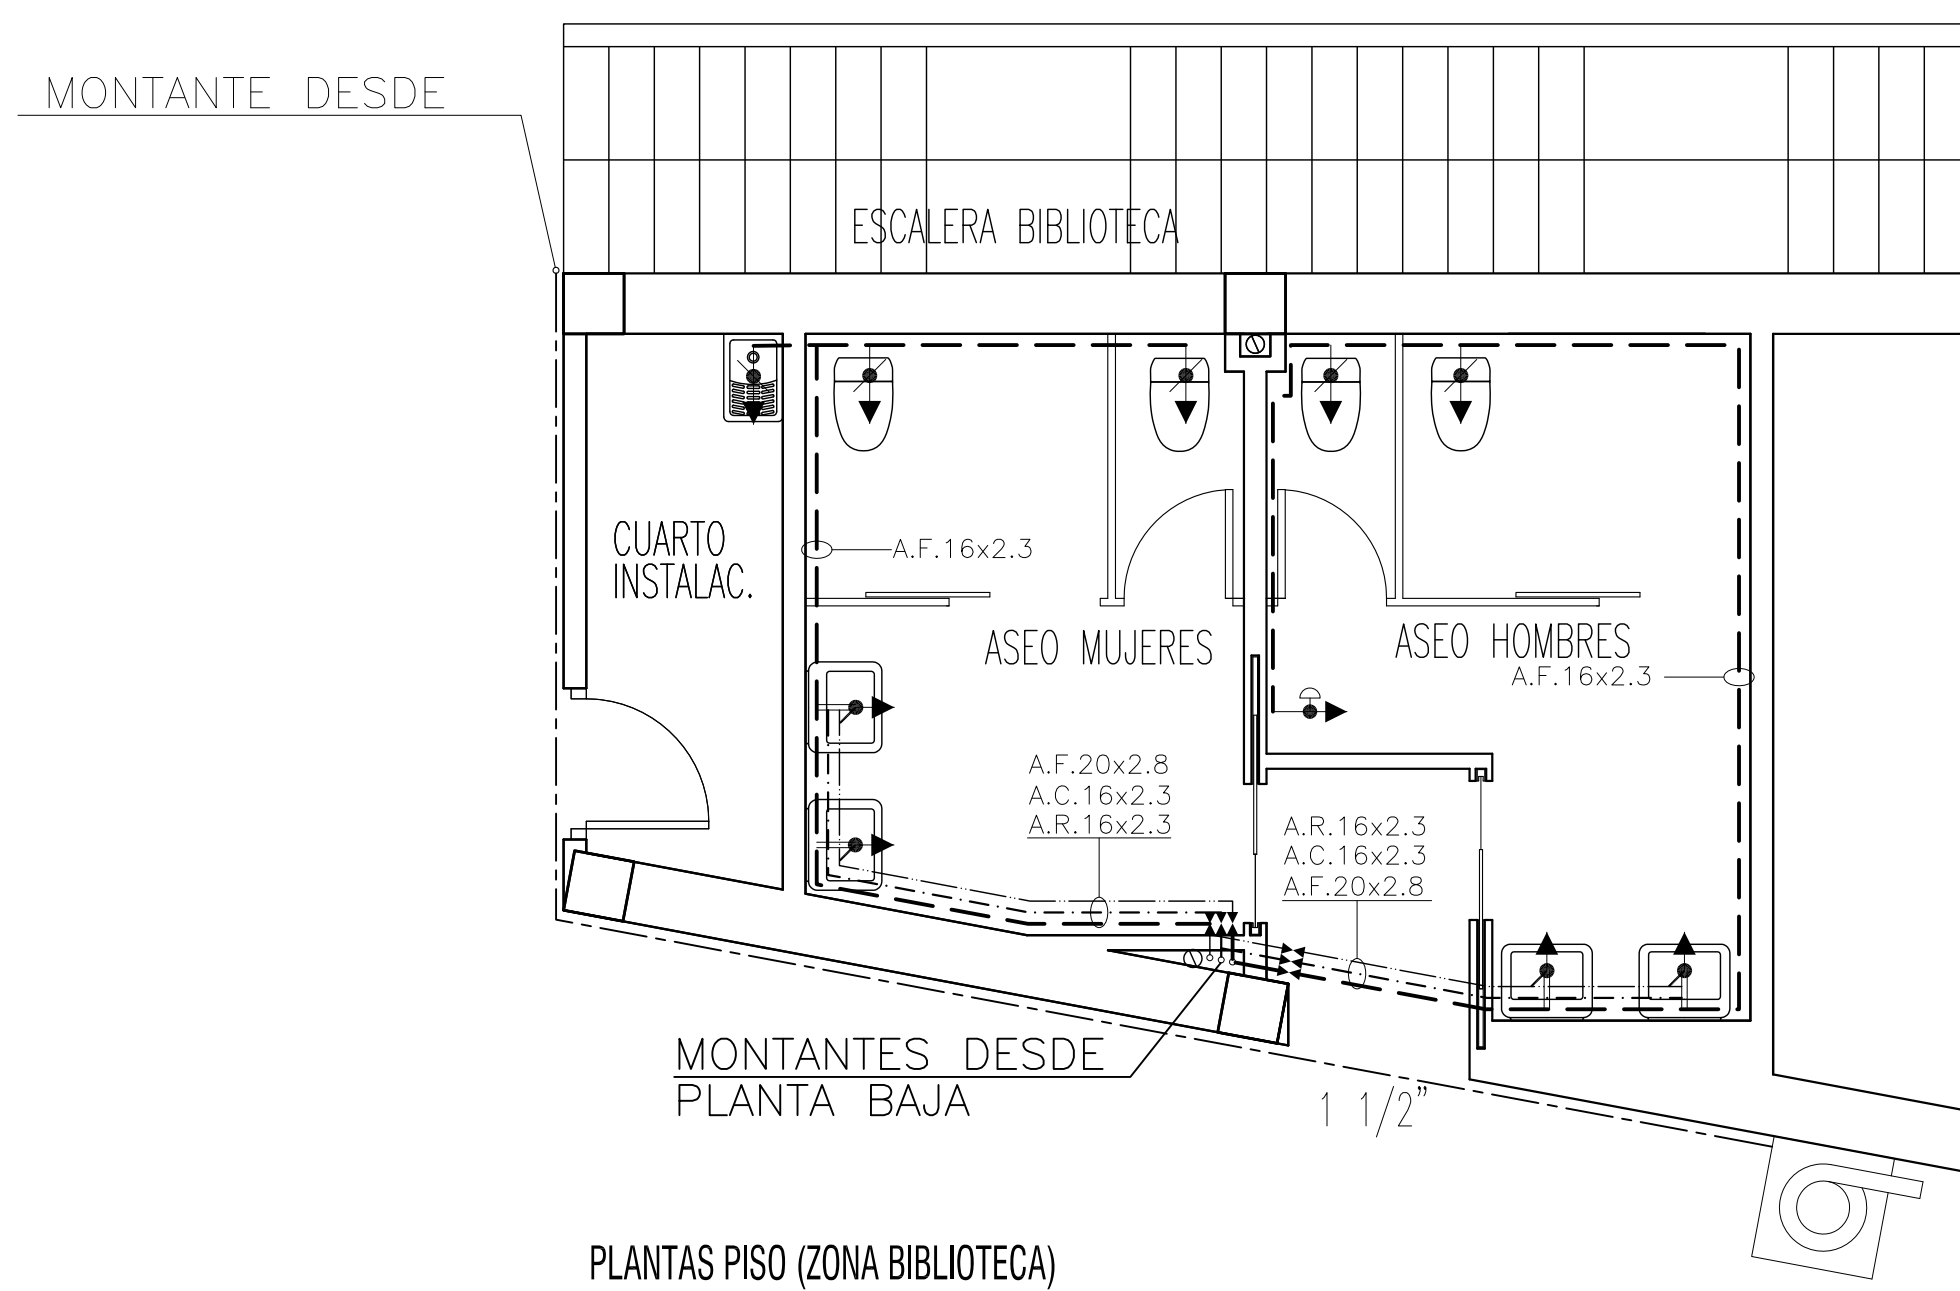 MONTANTE DESDE
ESCALERA BIBLIOTECA
CUARTO
INSTALAC.
A.F.16x2.3
ASEO MUJERES
ASEO HOMBRES
A.F.16x2.3
A.F.20x2.8
A.C.16x2.3
A.R.16x2.3
A.R.16x2.3
A.C.16x2.3
A.F.20x2.8
MONTANTES DESDE
PLANTA BAJA
1 1/2"
PLANTAS PISO (ZONA BIBLIOTECA)